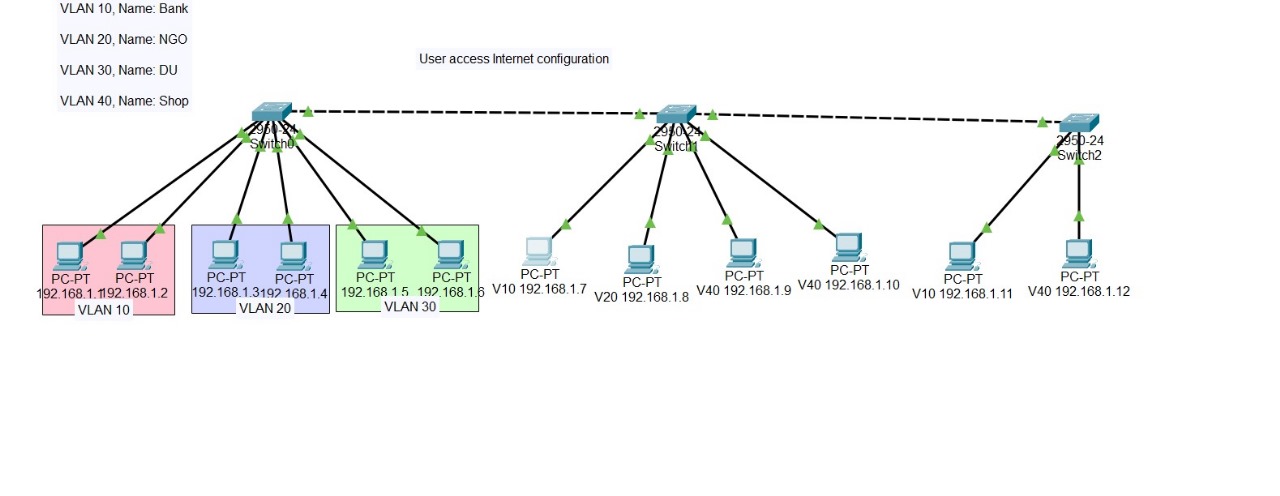 VLAN 10, Name: Bank
VLAN 20, Name: NGO
VLAN 30, Name: DU
VLAN 40, Name: Shop
User access Internet configuration
2950-24
Switch0
2950-24
Switch1
2950-24
Switch2
PC-PT
192.168.1.1
PC-PT
192.168.1.2
VLAN 10
PC-PT
192.168.1.3
PC-PT
192.168.1.4
VLAN 20
PC-PT
192.168.1.5
PC-PT
192.168.1.6
VLAN 30
PC-PT
V10 192.168.1.7
PC-PT
V20 192.168.1.8
PC-PT
V40 192.168.1.9
PC-PT
V40 192.168.1.10
PC-PT
V10 192.168.1.11
PC-PT
V40 192.168.1.12